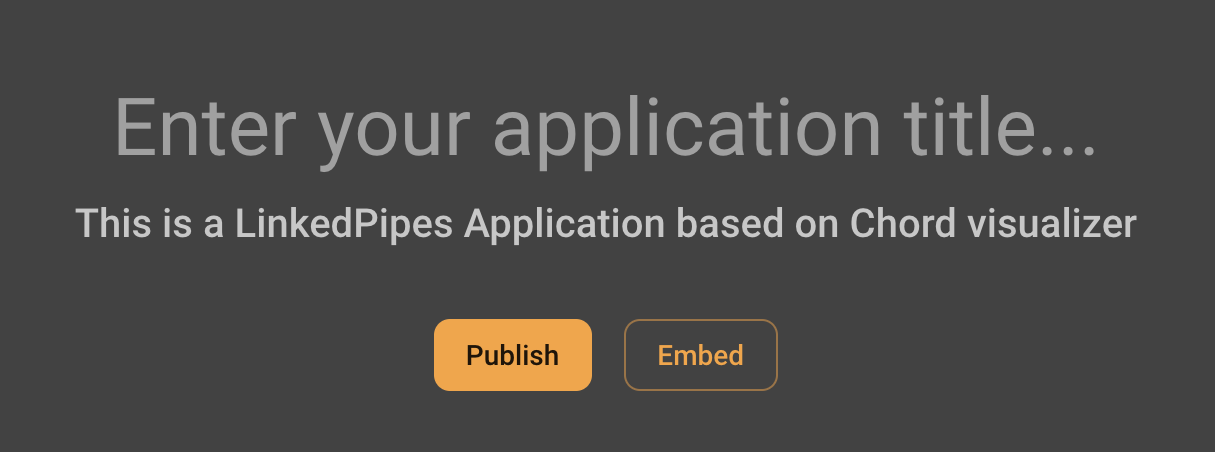 Enter your application title...
This is a LinkedPipes Application based on Chord visualizer
Publish
Embed